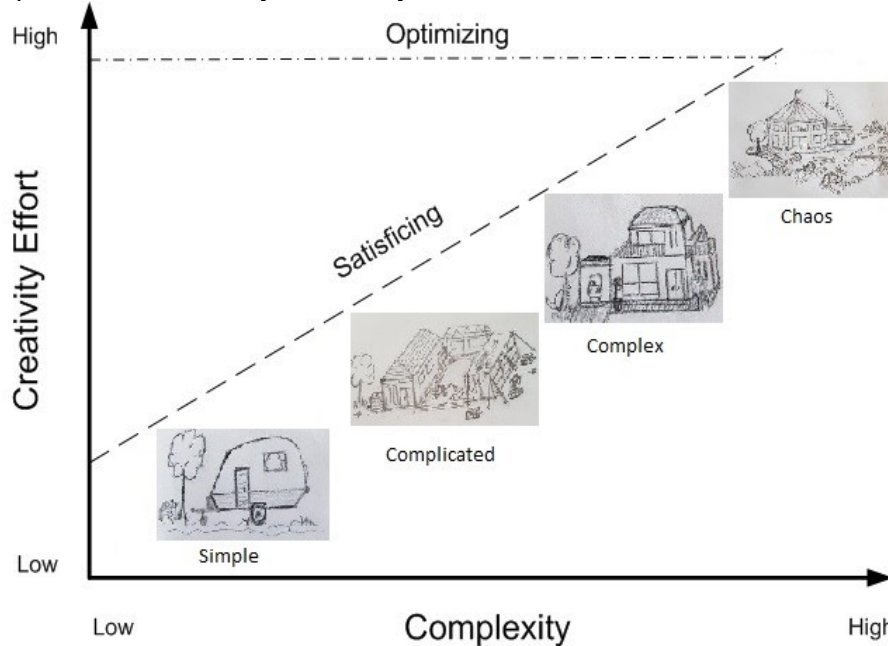 High
Optimizing
Creativity Effort
Satisficing
Chaos
Complex
Complicated
Simple
Low
Low
Complexity
High